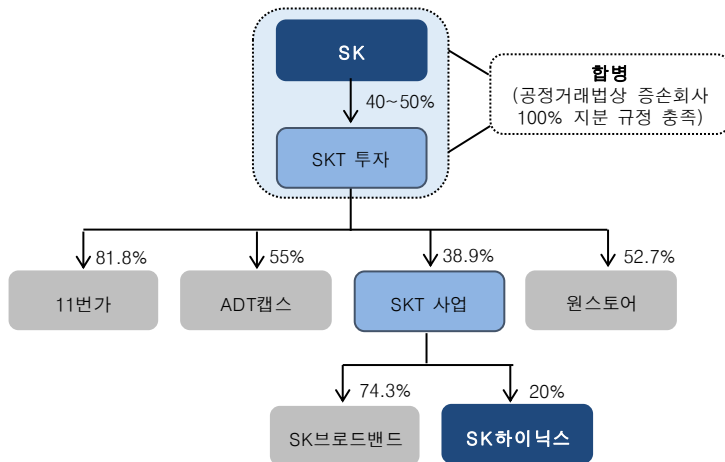 SK
합병
(공정거래법상 증손회사
100% 지분 규정 충족)
40~50%
SKT 투자
81.8%
55%
38.9%
52.7%
11번가
ADT캡스
SKT 사업
원스토어
74.3%
20%
SK브로드밴드
SK하이닉스